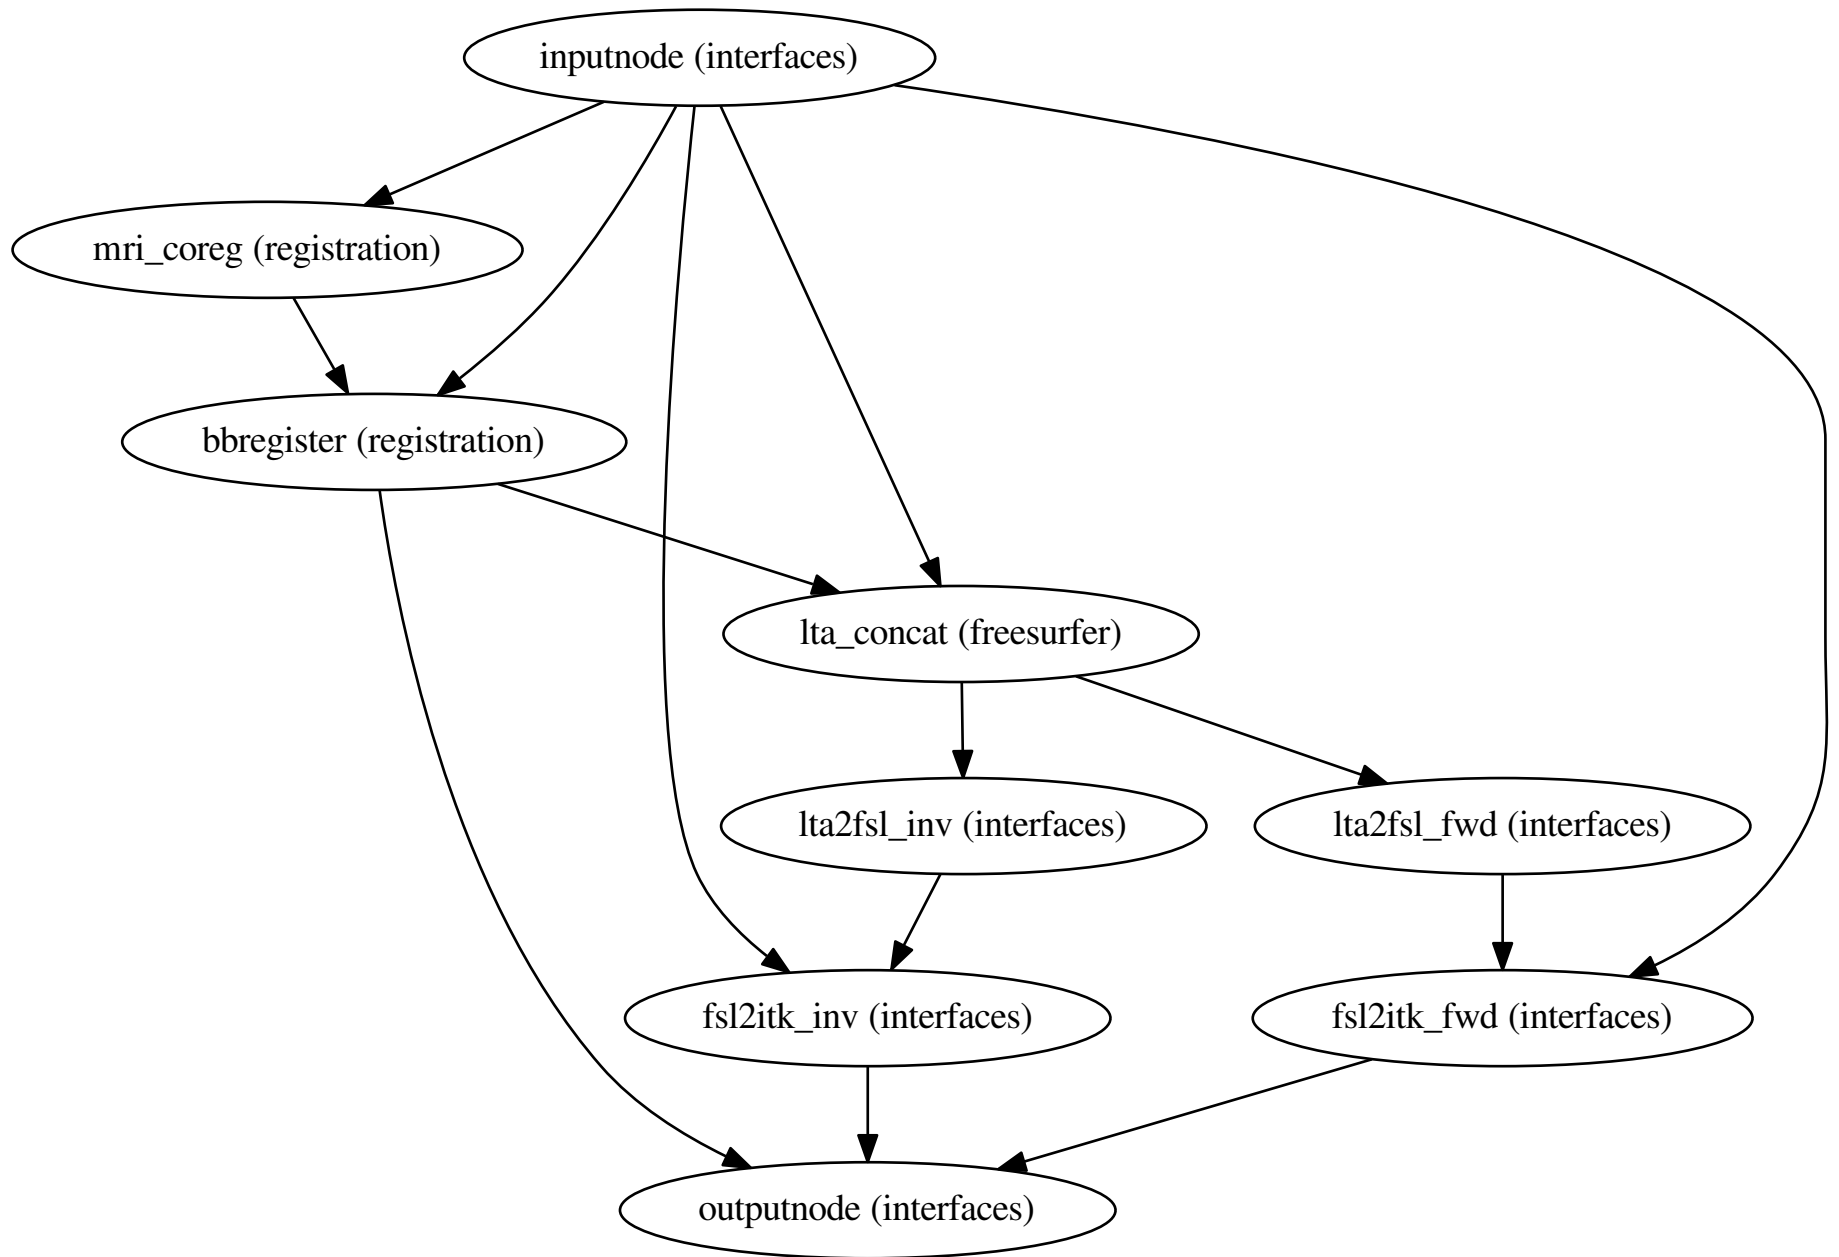 inputnode (interfaces)
mri_coreg (registration)
bbregister (registration)
lta_concat (freesurfer)
lta2fsl_inv (interfaces)
lta2fsl_fwd (interfaces)
fsl2itk_inv (interfaces)
fsl2itk_fwd (interfaces)
outputnode (interfaces)